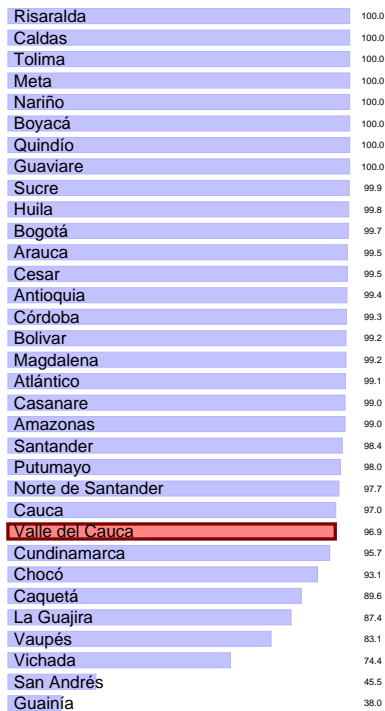 Risaralda 100.0
Caldas 100.0
Tolima 100.0
Meta 100.0
Nariño 100.0
Boyacá 100.0
Quindío 100.0
Guaviare 100.0
Sucre 99.9
Huila 99.8
Bogotá 99.7
Arauca 99.5
Cesar 99.5
Antioquia 99.4
Córdoba 99.3
Bolivar 99.2
Magdalena 99.2
Atlántico 99.1
Casanare 99.0
Amazonas 99.0
Santander 98.4
Putumayo 98.0
Norte de Santander 97.7
Cauca 97.0
Valle del Cauca 96.9
Cundinamarca 95.7
Chocó 93.1
Caquetá 89.6
La Guajira 87.4
Vaupés 83.1
Vichada 74.4
San Andrés 45.5
Guainía 38.0